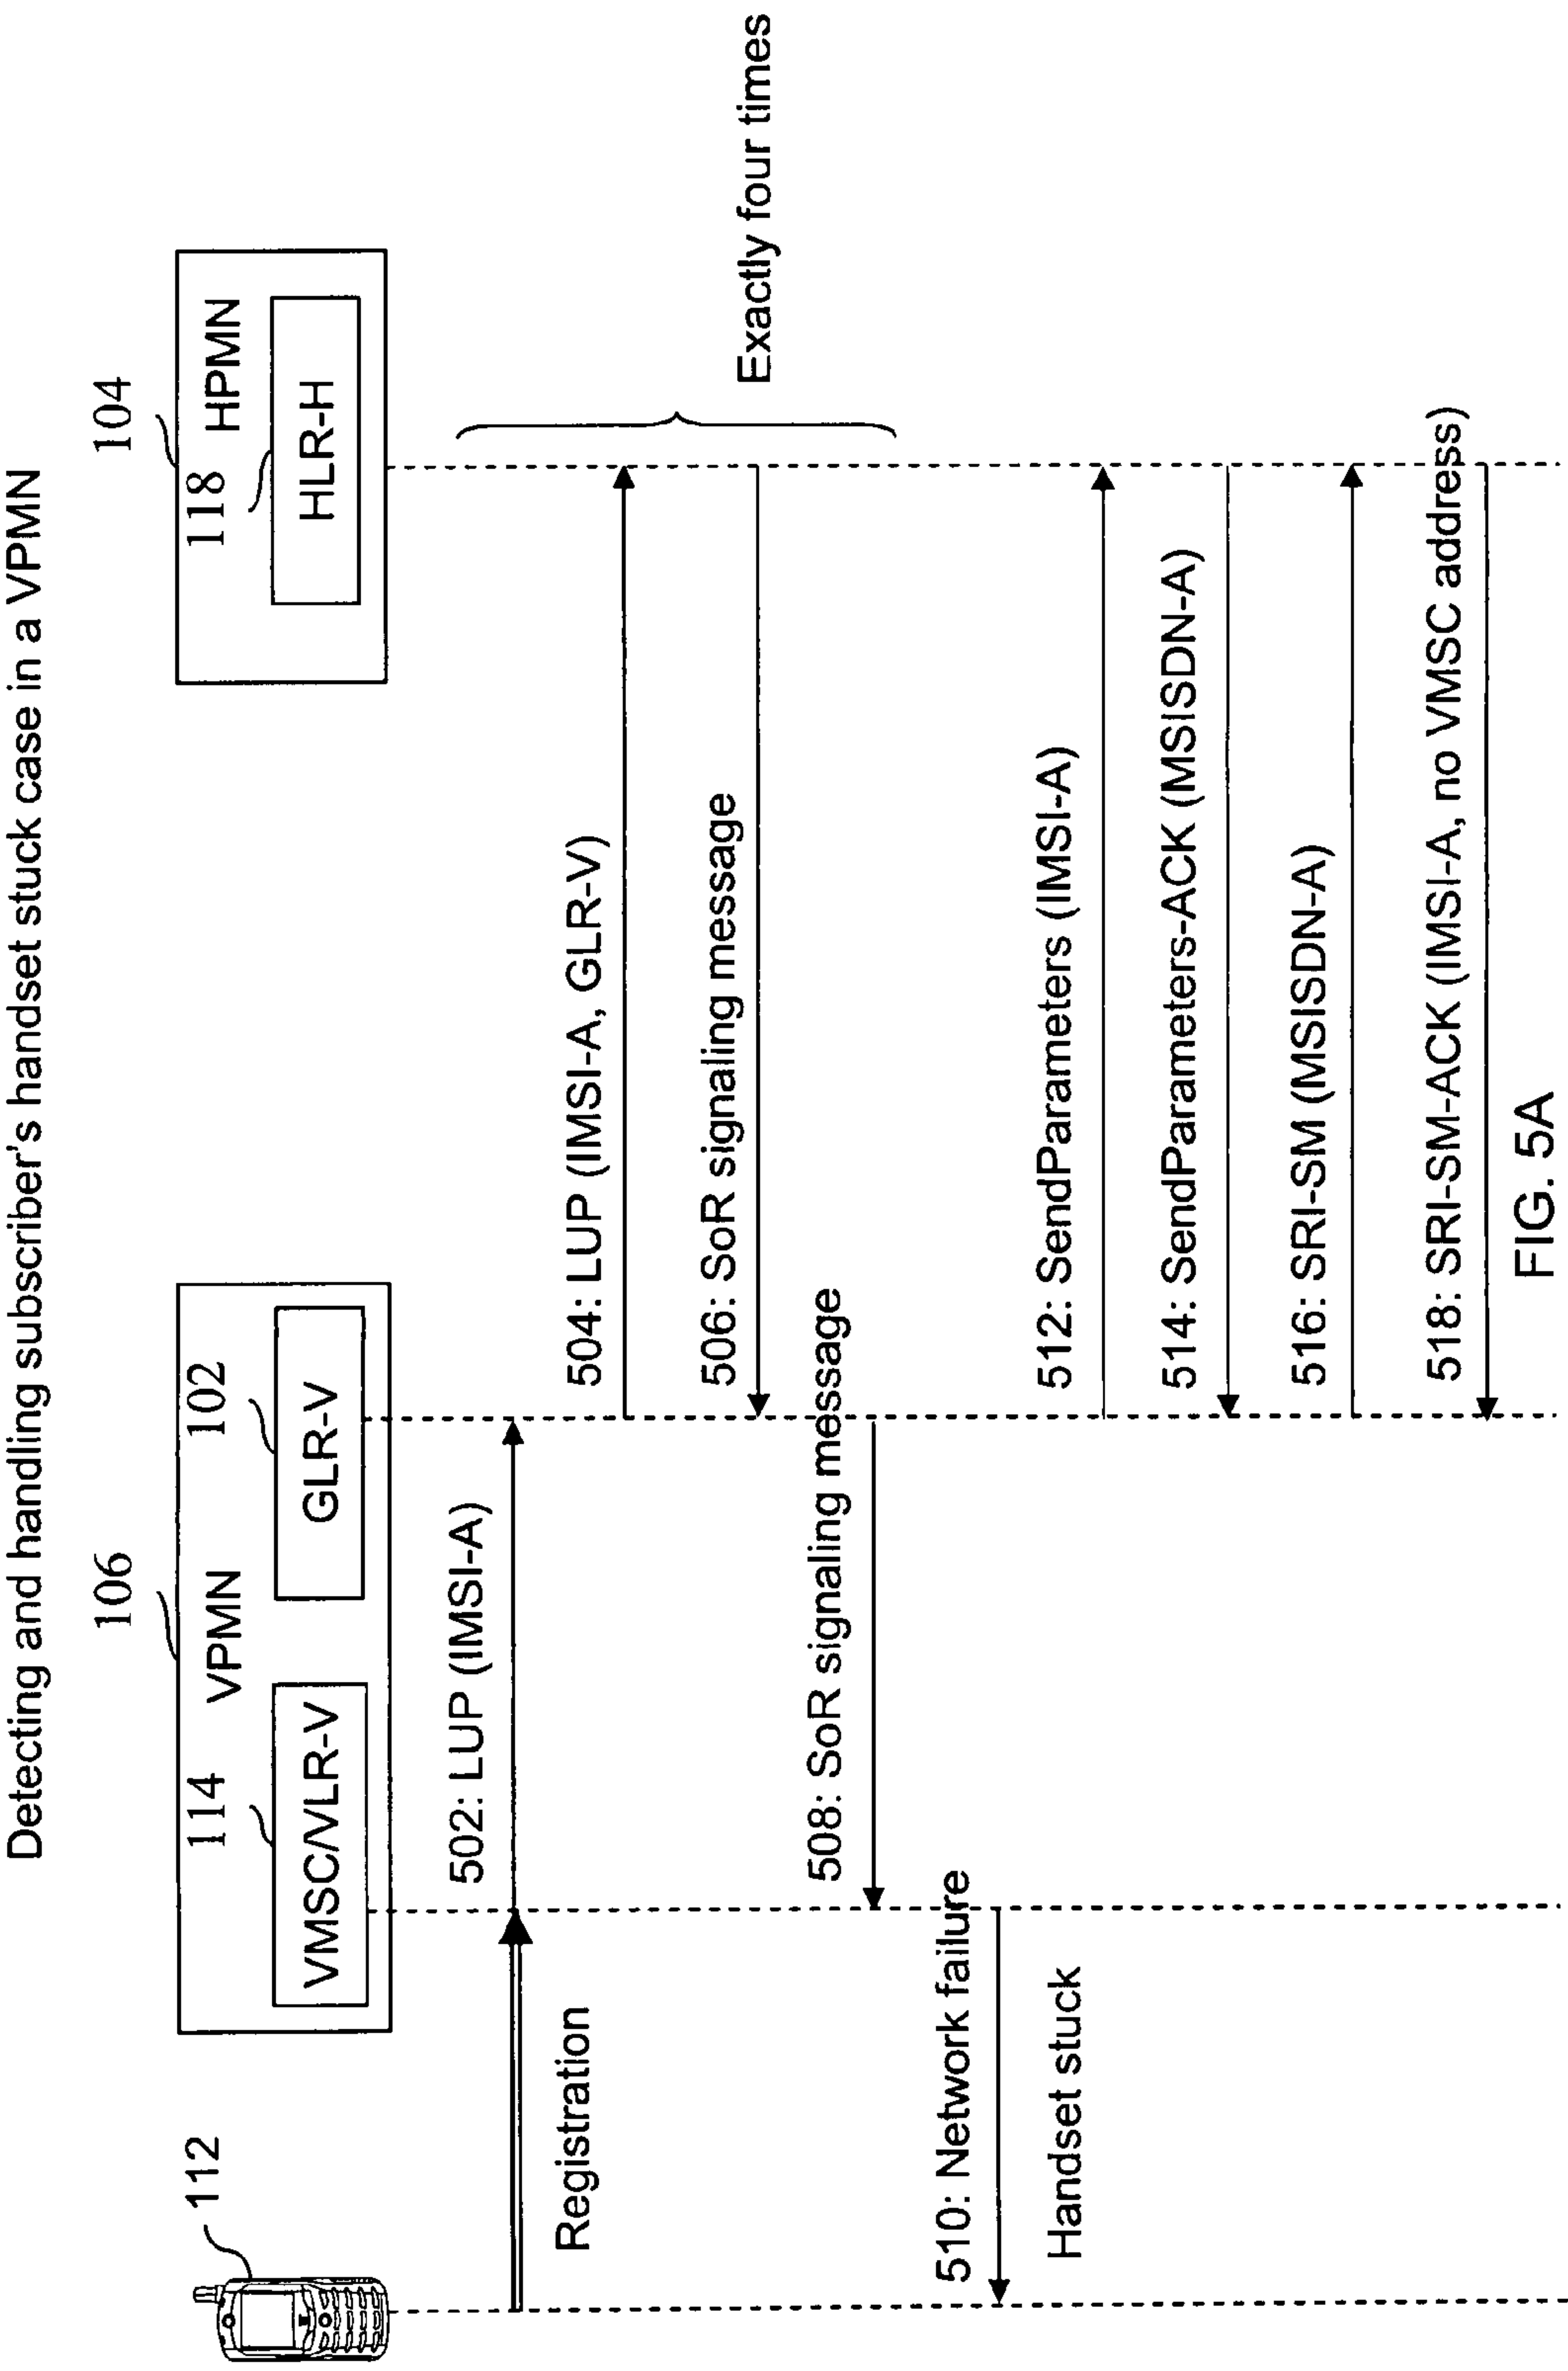 Detecting and handling subscriber's handset stuck case in a VPMN
106
104
112
114
VPMN
102
118
HPMN
VMSC/VLR-V
GLR-V
HLR-H
502: LUP (IMSI-A)
Registration
504: LUP (IMSI-A, GLR-V)
506: SoR signaling message
Exactly four times
508: SoR signaling message
510: Network failure
Handset stuck
512: SendParameters (IMSI-A)
514: SendParameters-ACK (MSISDN-A)
516: SRI-SM (MSISDN-A)
518: SRI-SM-ACK (IMSI-A, no VMSC address)
FIG. 5A